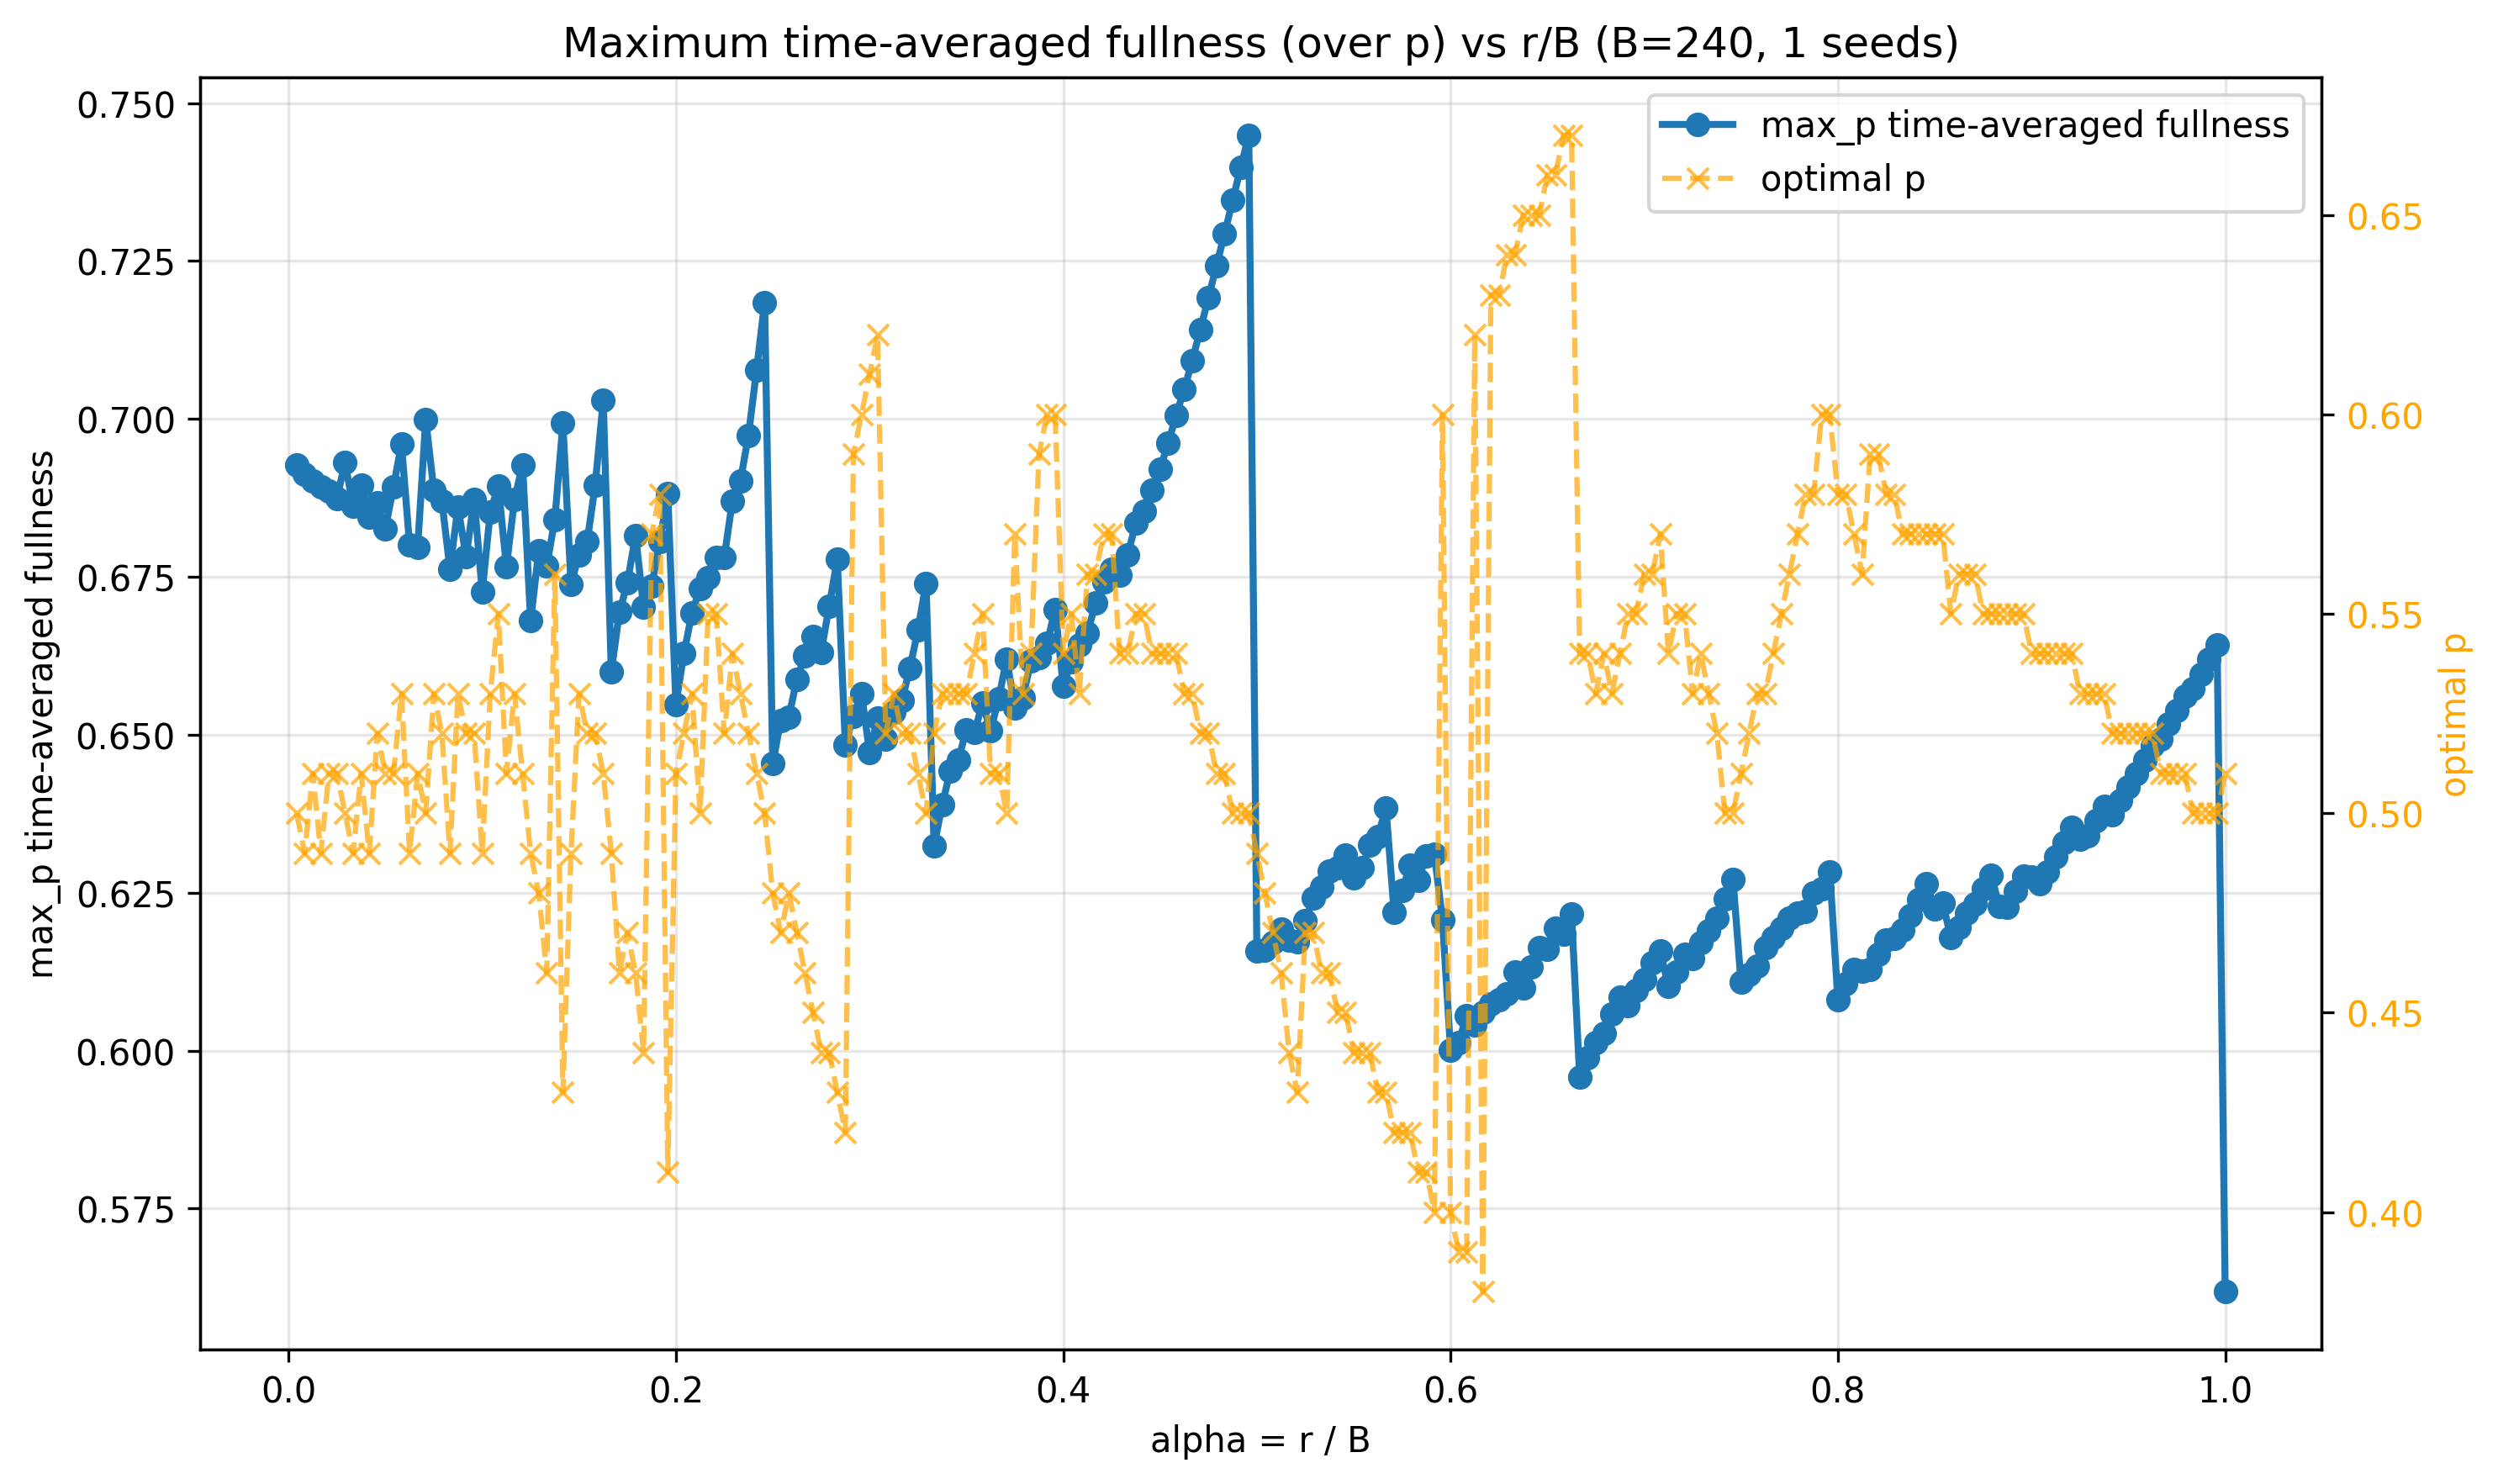 Maximum time-averaged fullness (over p) vs r/B (B=240, 1 seeds)
max_p time-averaged fullness
optimal p
0.750
0.725
0.700
0.675
0.650
0.625
0.600
0.575
max_p time-averaged fullness
0.65
0.60
0.55
0.50
0.45
0.40
optimal p
0.0 0.2 0.4 0.6 0.8 1.0
alpha = r / B